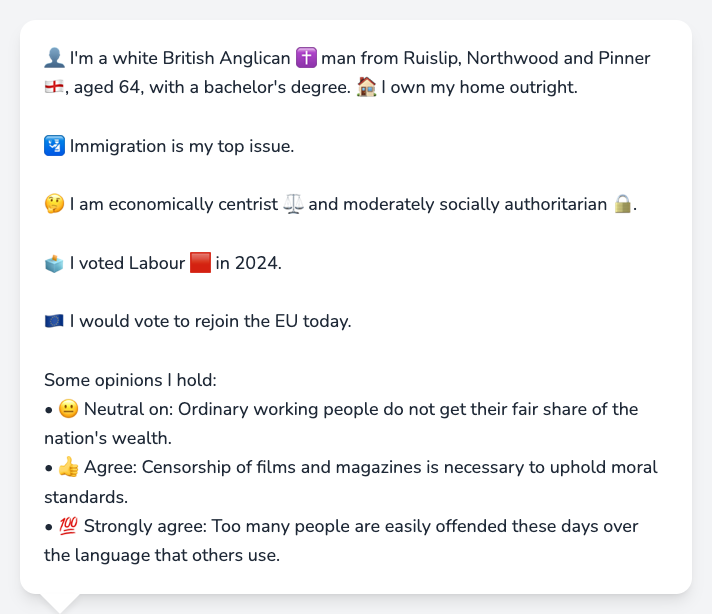 👤 I'm a white British Anglican ✝️ man from Ruislip, Northwood and Pinner
🏴󠁧󠁢󠁥󠁮󠁧󠁿, aged 64, with a bachelor's degree. 🏠 I own my home outright.
🛂 Immigration is my top issue.
🤔 I am economically centrist ⚖️ and moderately socially authoritarian 🔒.
🗳️ I voted Labour 🟥 in 2024.
🇪🇺 I would vote to rejoin the EU today.
Some opinions I hold:
• 😐 Neutral on: Ordinary working people do not get their fair share of the
nation's wealth.
• 👍 Agree: Censorship of films and magazines is necessary to uphold moral
standards.
• 💯 Strongly agree: Too many people are easily offended these days over
the language that others use.